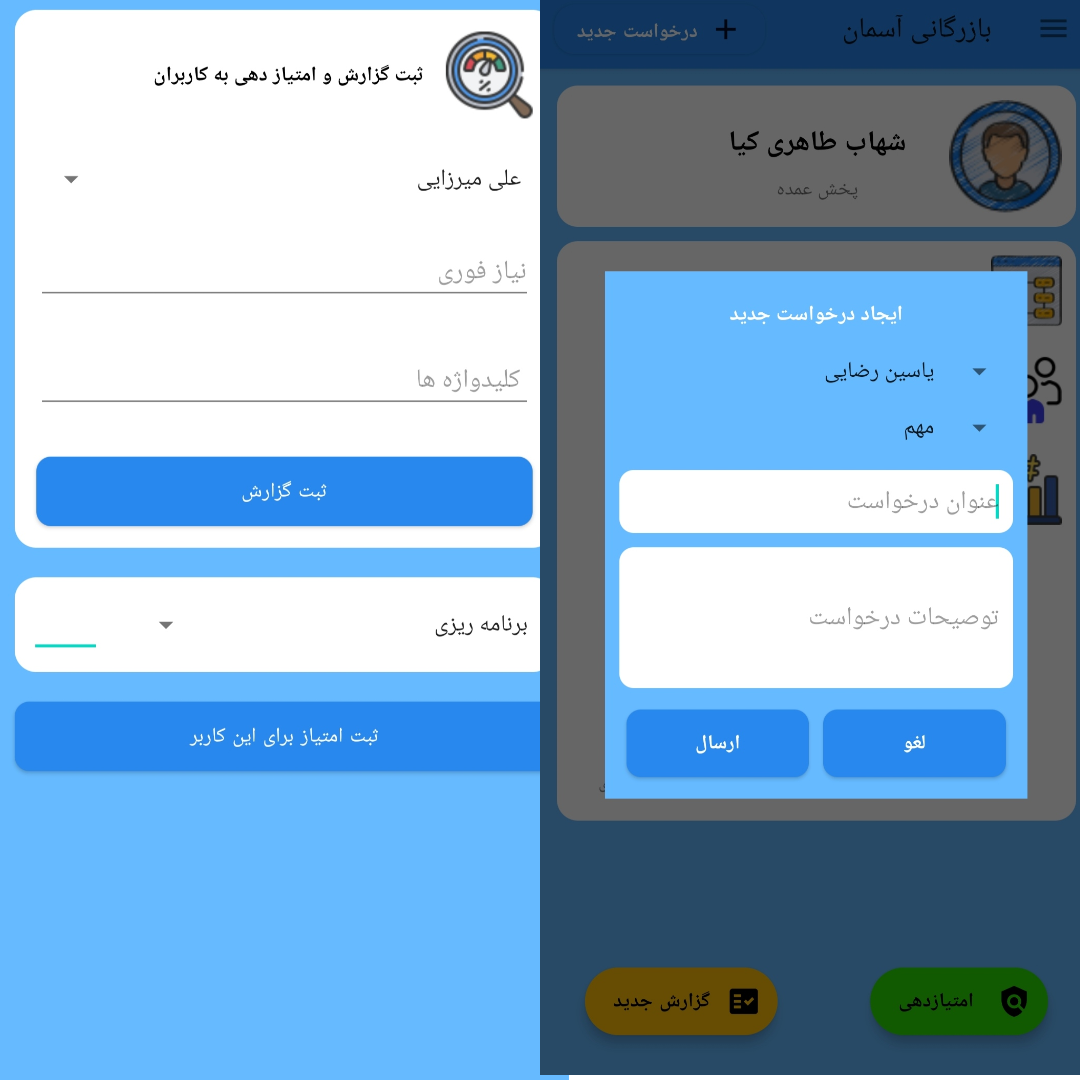 ثبت گزارش و امتیاز دهی به کاربران
علی میرزایی
نیاز فوری
کلیدواژه ها
ثبت گزارش
برنامه ریزی
ثبت امتیاز برای این کاربر
بازرگانی آسمان
درخواست جدید
شهاب طاهری کیا
پخش عمده
ایجاد درخواست جدید
یاسین رضایی
مهم
عنوان درخواست
توصیحات درخواست
لغو
ارسال
امتیازدهی
گزارش جدید